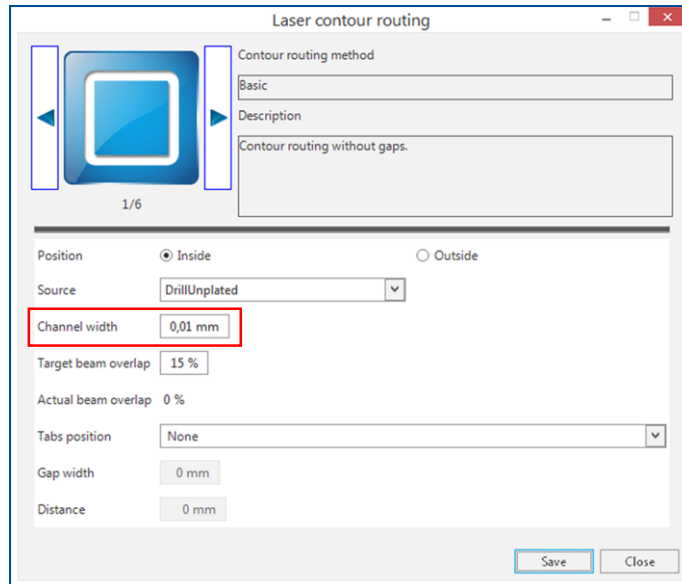 Laser contour routing
Contour routing method
Basic
Description
Contour routing without gaps.
1/6
Position Inside Outside
Source DrillUnplated
Channel width 0,01 mm
Target beam overlap 15 %
Actual beam overlap 0 %
Tabs position None
Gap width 0 mm
Distance 0 mm
Save Close